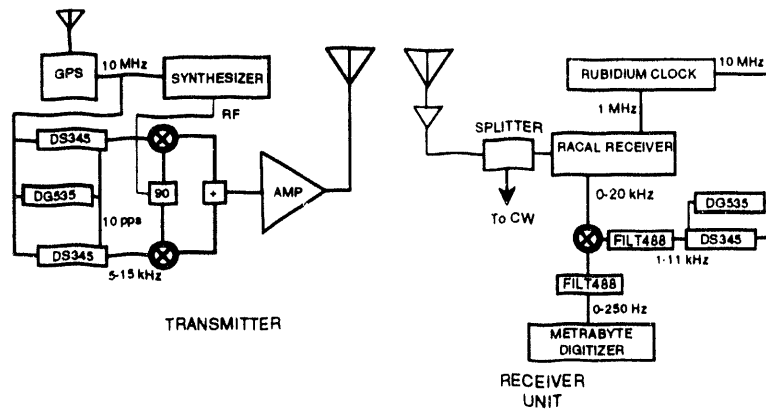 GPS
10 MHz
SYNTHESIZER
RF
DS345
90
+
AMP
DG535
10 pps
DS345
5-15 kHz
TRANSMITTER
RUBIDIUM CLOCK
10 MHz
1 MHz
SPLITTER
RACAL RECEIVER
To CW
0-20 kHz
DG535
FILT488
DS345
1-11 kHz
FILT488
0-250 Hz
METRABYTE
DIGITIZER
RECEIVER
UNIT